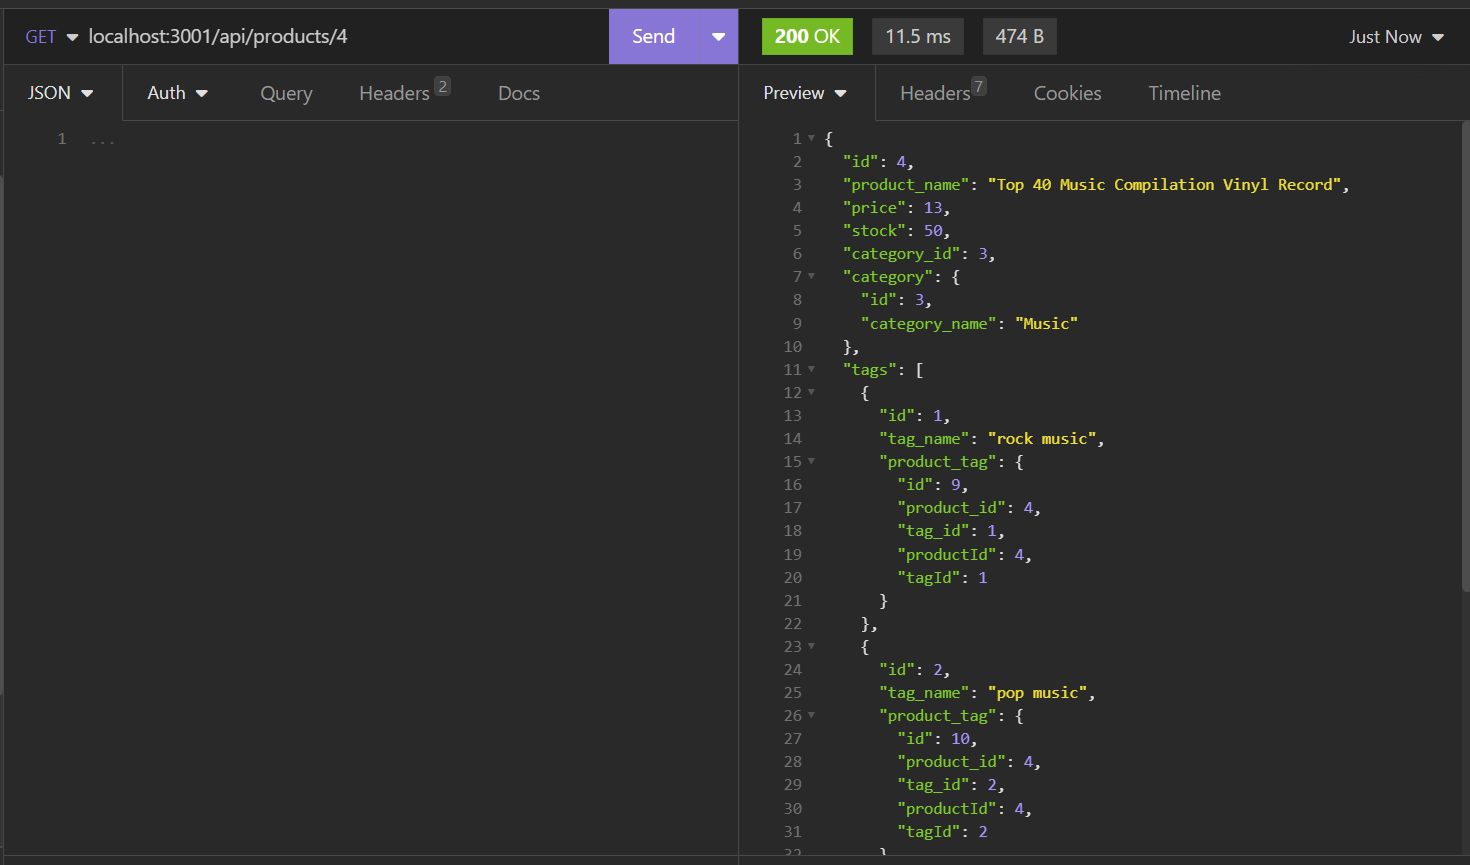 GET localhost:3001/api/products/4 Send 200 OK 11.5 ms 474 B Just Now
JSON Auth Query Headers 2 Docs Preview Headers 7 Cookies Timeline
1 ...
1 {
2 "id": 4,
3 "product_name": "Top 40 Music Compilation Vinyl Record",
4 "price": 13,
5 "stock": 50,
6 "category_id": 3,
7 "category": {
8 "id": 3,
9 "category_name": "Music"
10 },
11 "tags": [
12 {
13 "id": 1,
14 "tag_name": "rock music",
15 "product_tag": {
16 "id": 9,
17 "product_id": 4,
18 "tag_id": 1,
19 "productId": 4,
20 "tagId": 1
21 }
22 },
23 {
24 "id": 2,
25 "tag_name": "pop music",
26 "product_tag": {
27 "id": 10,
28 "product_id": 4,
29 "tag_id": 2,
30 "productId": 4,
31 "tagId": 2
32 }